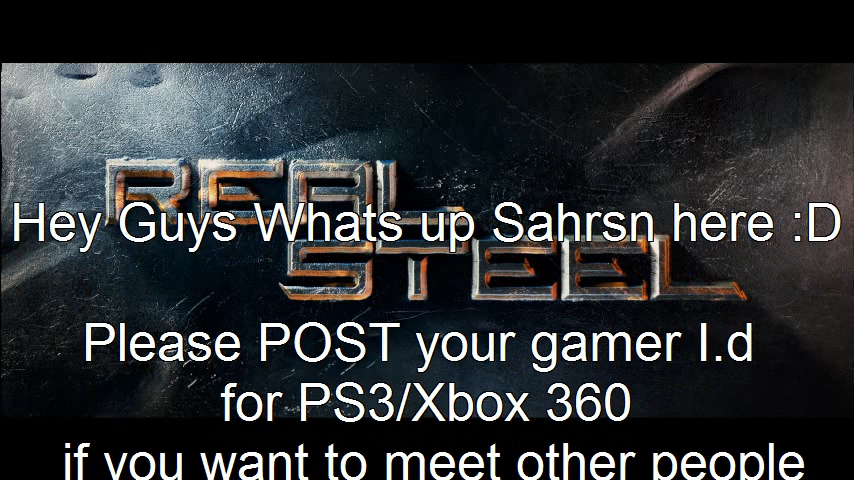 REAL
Hey Guys Whats up Sahrsn here :D
STEEL
Please POST your gamer I.d
for PS3/Xbox 360
if you want to meet other people